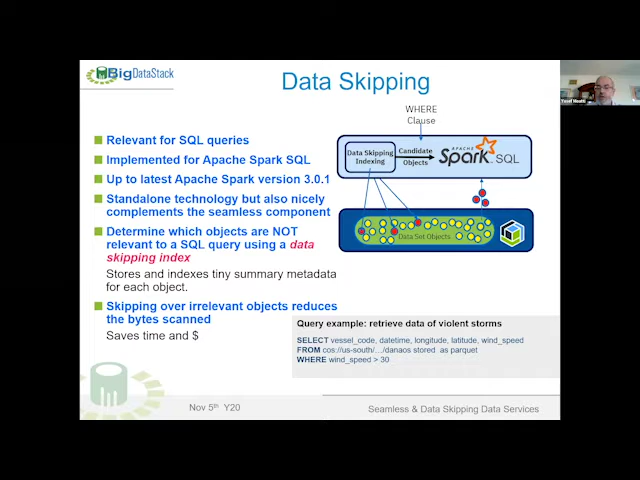 BigDataStack
Data Skipping
Relevant for SQL queries
Implemented for Apache Spark SQL
Up to latest Apache Spark version 3.0.1
Standalone technology but also nicely
complements the seamless component
Determine which objects are NOT
relevant to a SQL query using a data
skipping index
Stores and indexes tiny summary metadata
for each object.
Skipping over irrelevant objects reduces
the bytes scanned
Saves time and $
WHERE
Clause
Data Skipping
Indexing
Candidate
Objects
APACHE
Spark SQL
Data Set Objects
Query example: retrieve data of violent storms
SELECT vessel_code, datetime, longitude, latitude, wind_speed
FROM cos://us-south/…/danaos stored as parquet
WHERE wind_speed > 30
Nov 5th Y20
Seamless & Data Skipping Data Services